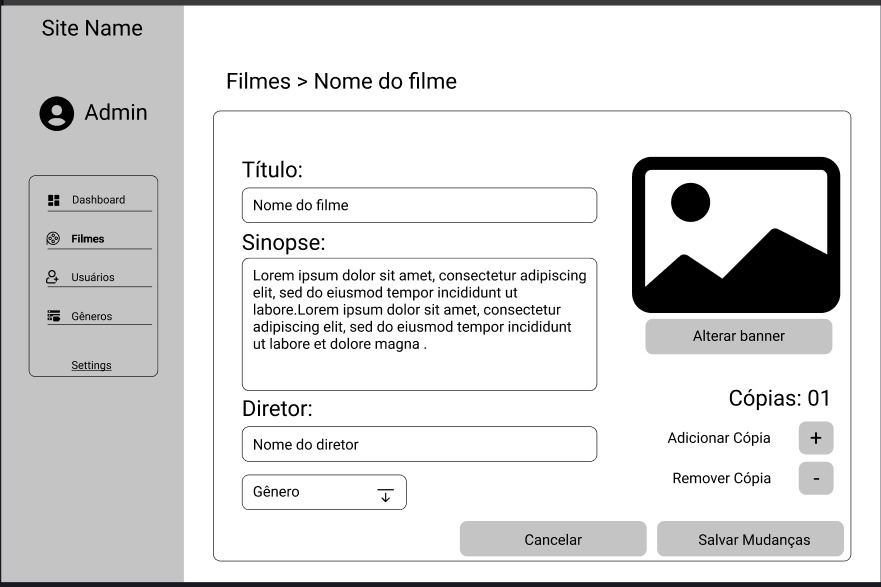 Site Name
Admin
Dashboard
Filmes
Usuários
Gêneros
Settings
Filmes > Nome do filme
Título:
Nome do filme
Sinopse:
Lorem ipsum dolor sit amet, consectetur adipiscing
elit, sed do eiusmod tempor incididunt ut
labore.Lorem ipsum dolor sit amet, consectetur
adipiscing elit, sed do eiusmod tempor incididunt
ut labore et dolore magna .
Diretor:
Nome do diretor
Gênero
Alterar banner
Cópias: 01
Adicionar Cópia
+
Remover Cópia
-
Cancelar
Salvar Mudanças